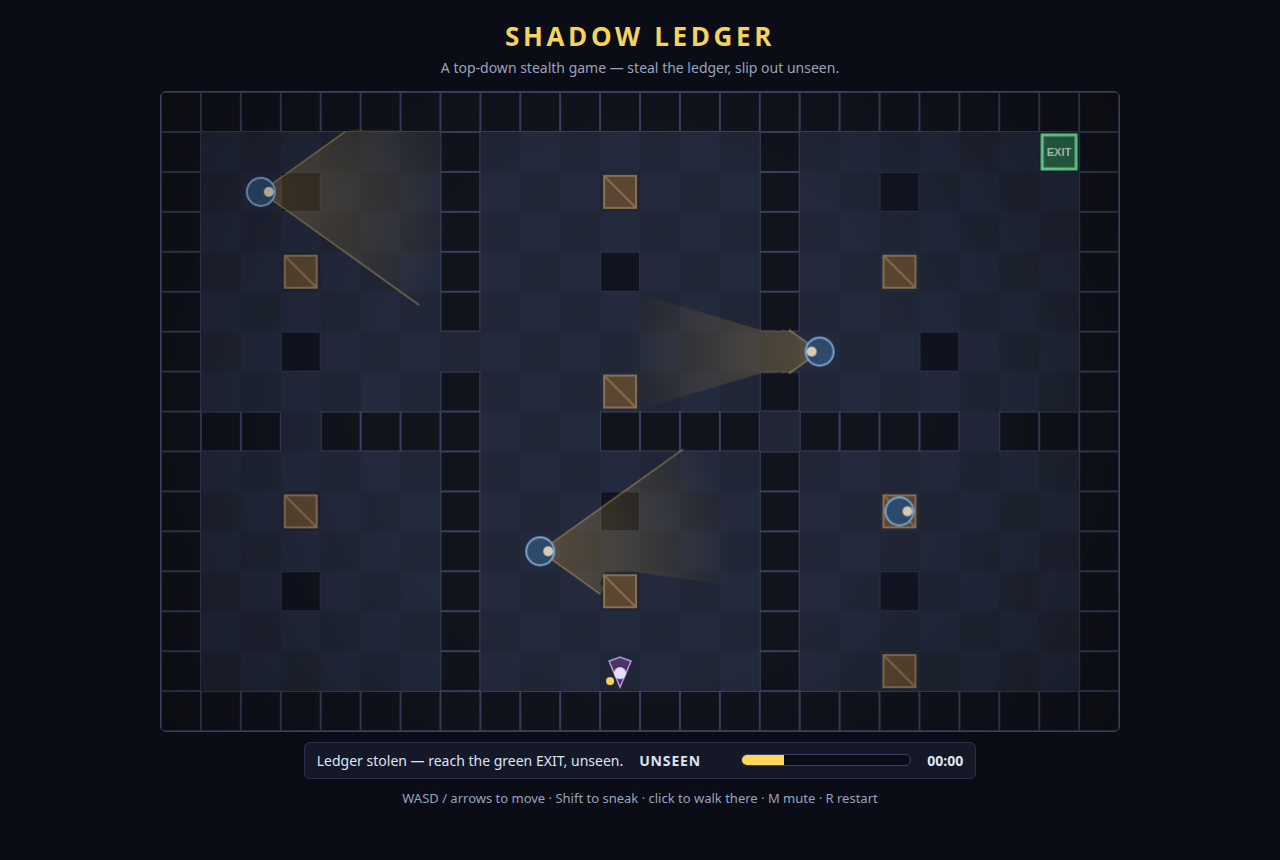 SHADOW LEDGER
A top-down stealth game — steal the ledger, slip out unseen.
EXIT
Ledger stolen — reach the green EXIT, unseen. UNSEEN 00:00
WASD / arrows to move · Shift to sneak · click to walk there · M mute · R restart